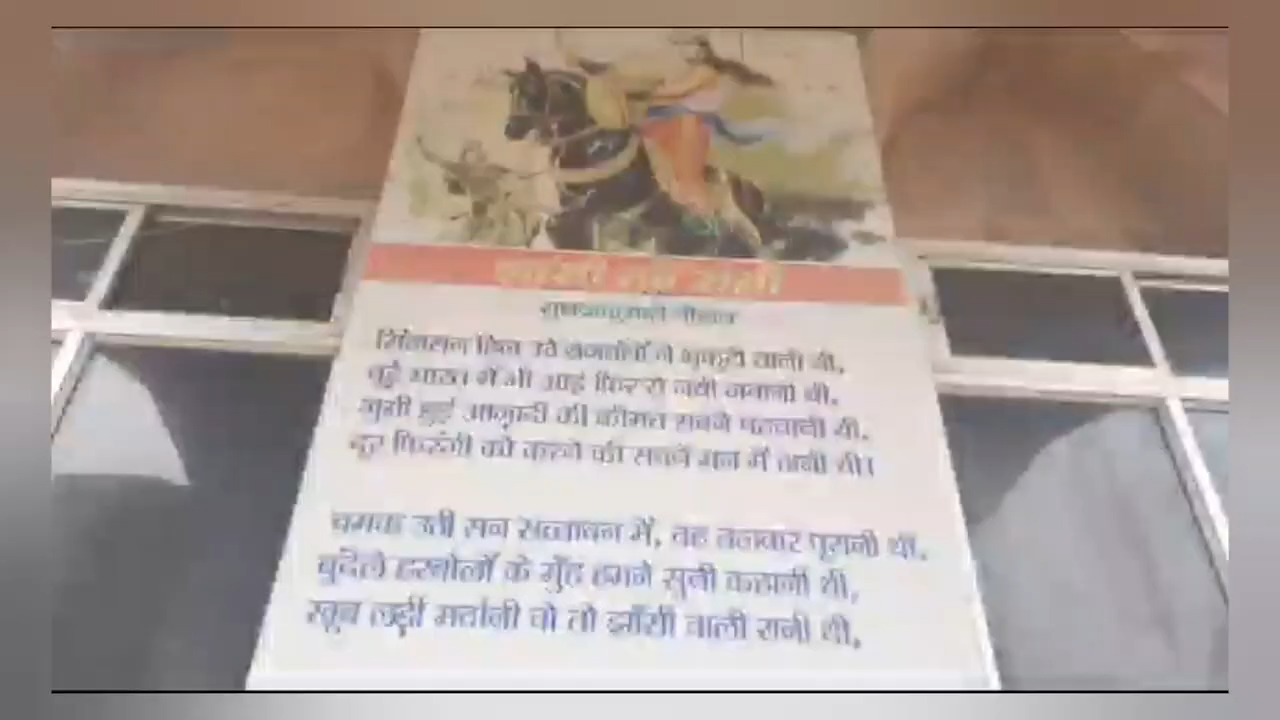 झांसी की रानी
सुभद्राकुमारी चौहान
सिंहासन हिल उठे राजवंशों ने भृकुटी तानी थी,
बूढ़े भारत में भी आई फिर से नयी जवानी थी,
गुमी हुई आज़ादी की कीमत सबने पहचानी थी,
दूर फिरंगी को करने की सबने मन में ठानी थी।
चमक उठी सन सत्तावन में, वह तलवार पुरानी थी,
बुंदेले हरबोलों के मुँह हमने सुनी कहानी थी,
खूब लड़ी मर्दानी वो तो झाँसी वाली रानी थी,